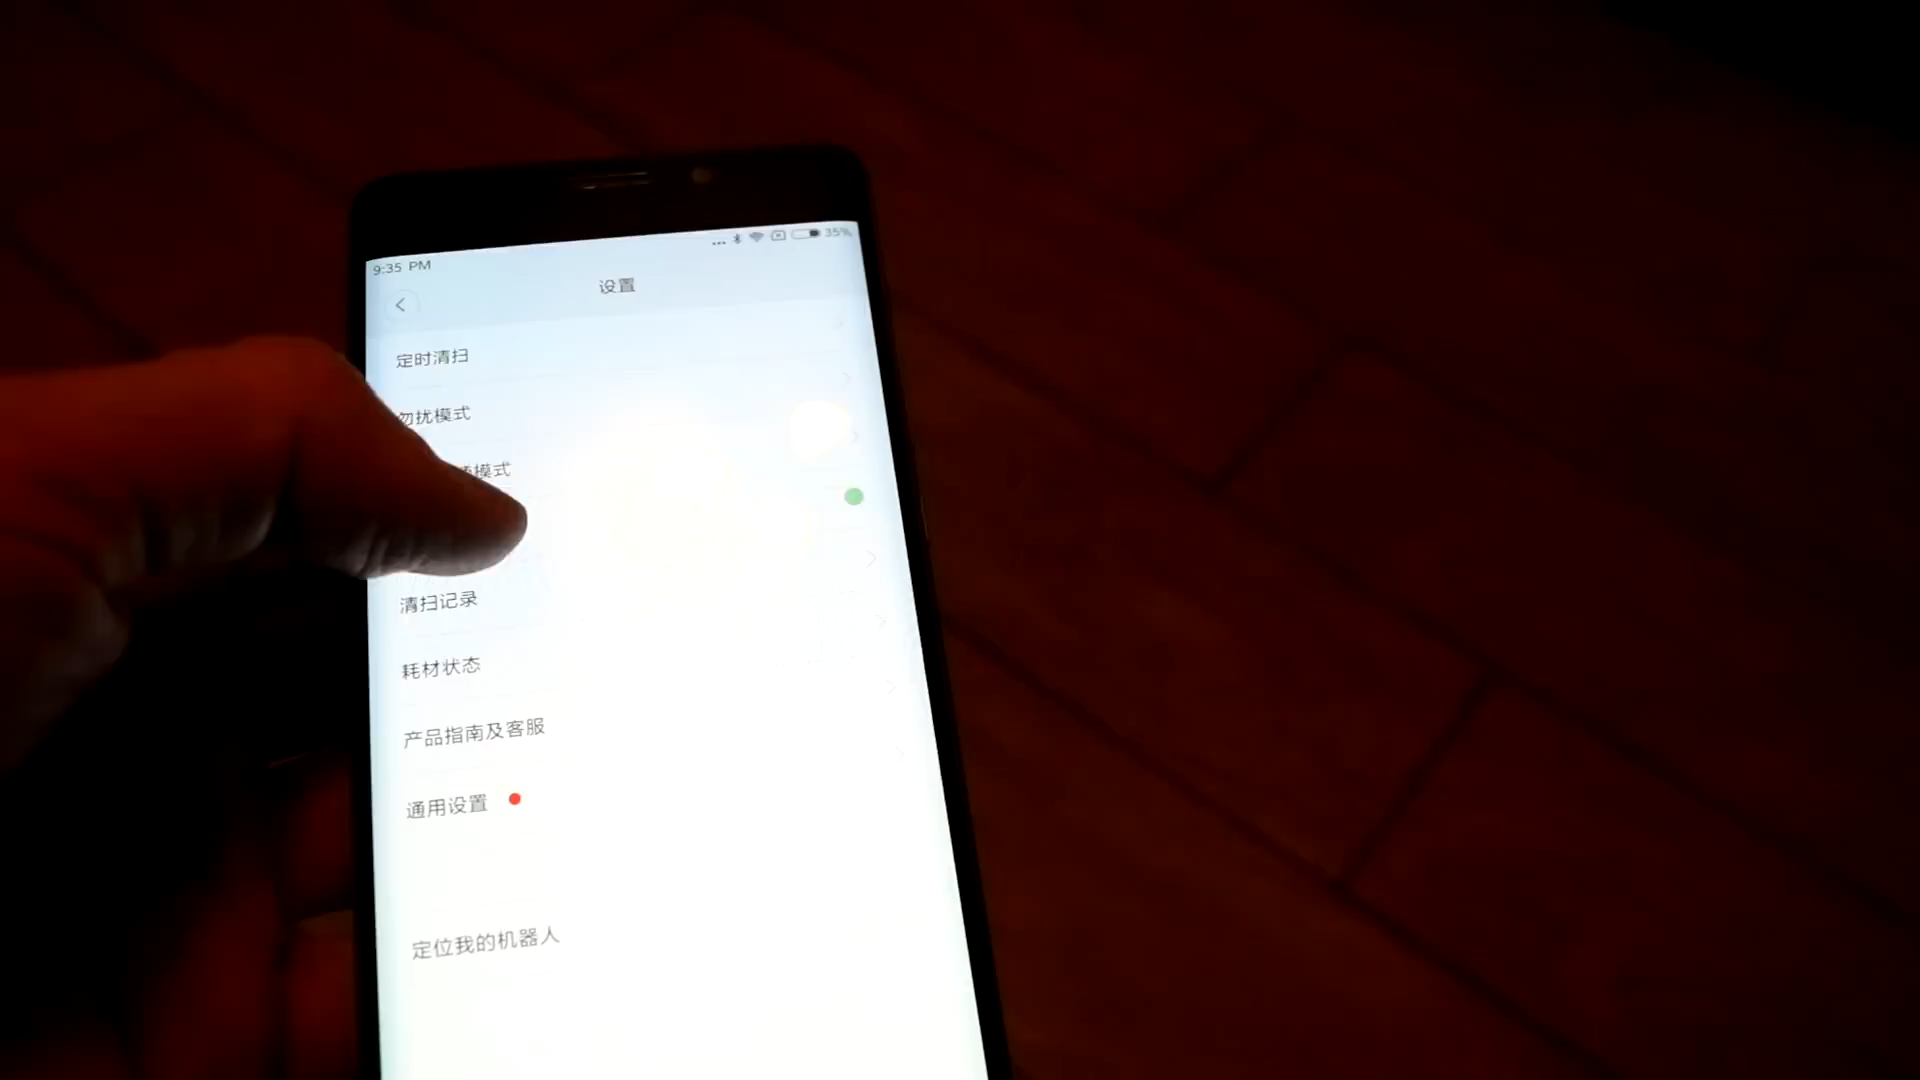 9:35 PM
35%
设置
定时清扫
勿扰模式
模式
清扫记录
耗材状态
产品指南及客服
通用设置
定位我的机器人